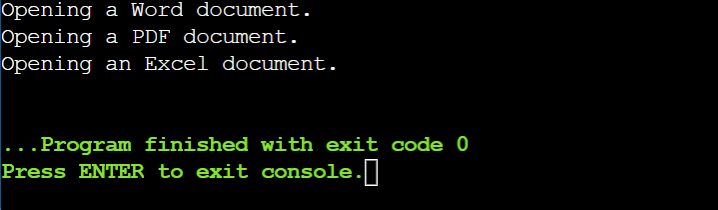 Opening a Word document.
Opening a PDF document.
Opening an Excel document.
...Program finished with exit code 0
Press ENTER to exit console.